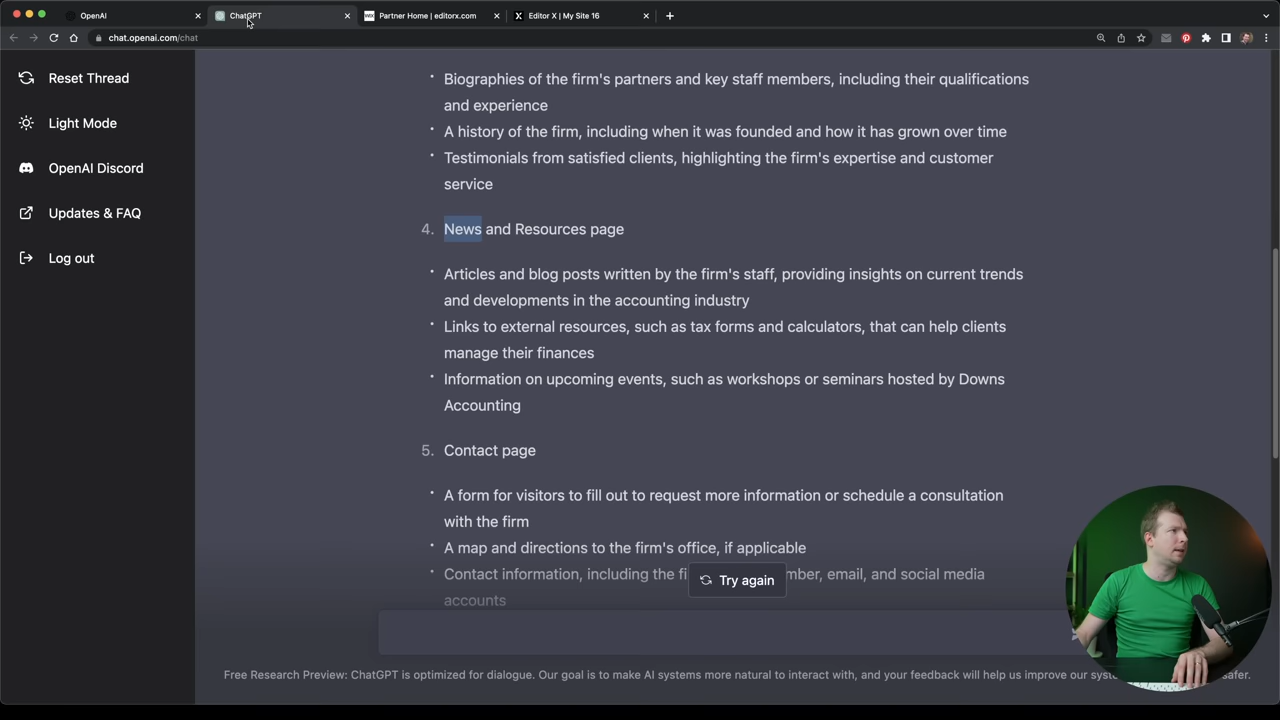 OpenAI
ChatGPT
WIX
Partner Home | editorx.com
X
Editor X | My Site 16
chat.openai.com/chat
Reset Thread
Light Mode
OpenAI Discord
Updates & FAQ
Log out
• Biographies of the firm's partners and key staff members, including their qualifications
and experience
• A history of the firm, including when it was founded and how it has grown over time
• Testimonials from satisfied clients, highlighting the firm's expertise and customer
service
4. News and Resources page
• Articles and blog posts written by the firm's staff, providing insights on current trends
and developments in the accounting industry
• Links to external resources, such as tax forms and calculators, that can help clients
manage their finances
• Information on upcoming events, such as workshops or seminars hosted by Downs
Accounting
5. Contact page
• A form for visitors to fill out to request more information or schedule a consultation
with the firm
• A map and directions to the firm's office, if applicable
• Contact information, including the mber, email, and social media
accounts
Try again
Free Research Preview: ChatGPT is optimized for dialogue. Our goal is to make AI systems more natural to interact with, and your feedback will help us improve our